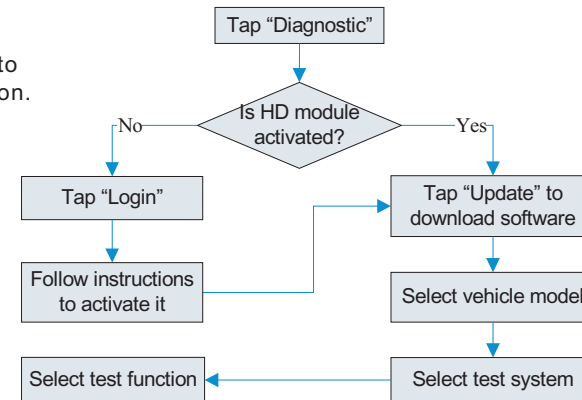 Tap “Diagnostic”
to
on.
Is HD module
activated?
No
Yes
Tap “Login”
Tap “Update” to
download software
Follow instructions
to activate it
Select vehicle model
Select test function
Select test system